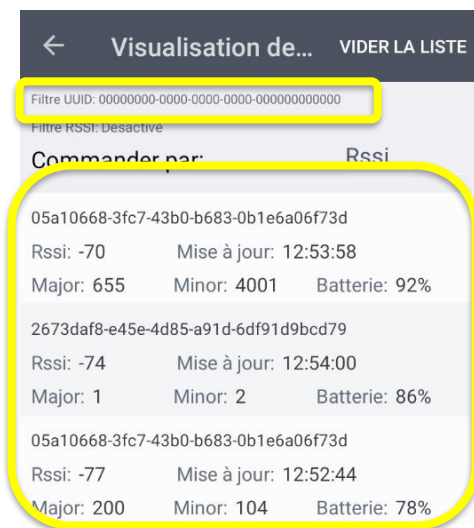 ← Visualisation de... VIDER LA LISTE
Filtre UUID: 00000000-0000-0000-0000-000000000000
Filtre RSSI: Désactivé
Commander par: Rssi
05a10668-3fc7-43b0-b683-0b1e6a06f73d
Rssi: -70 Mise à jour: 12:53:58
Major: 655 Minor: 4001 Batterie: 92%
2673daf8-e45e-4d85-a91d-6df91d9bcd79
Rssi: -74 Mise à jour: 12:54:00
Major: 1 Minor: 2 Batterie: 86%
05a10668-3fc7-43b0-b683-0b1e6a06f73d
Rssi: -77 Mise à jour: 12:52:44
Major: 200 Minor: 104 Batterie: 78%